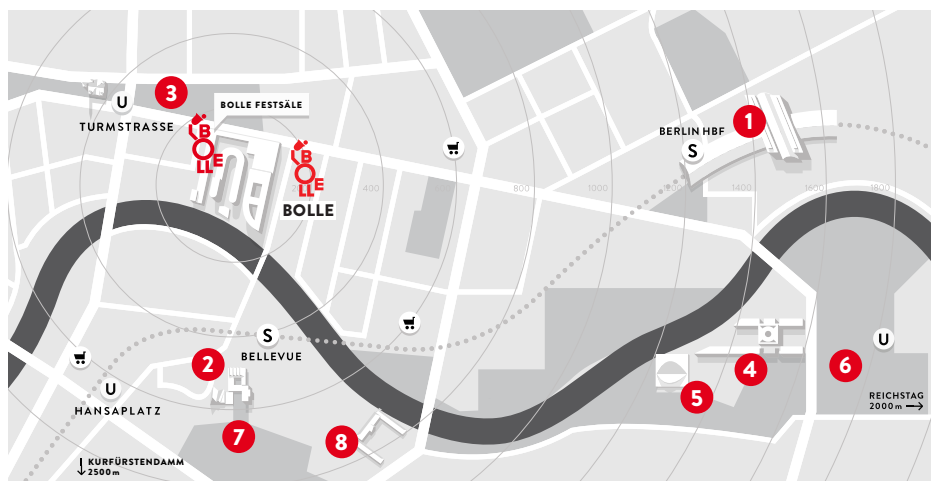 3
U
TURMSTRASSE
BOLLE FESTSÄLE
BOLLE
BOLLE
BOLLE
400
800
1000
1400
1600
1800
BERLIN HBF
1
S
S
BELLEVUE
2
U
HANSAPLATZ
7
8
KURFÜRSTENDAMM
2500m
5
4
6
U
REICHSTAG
2000m